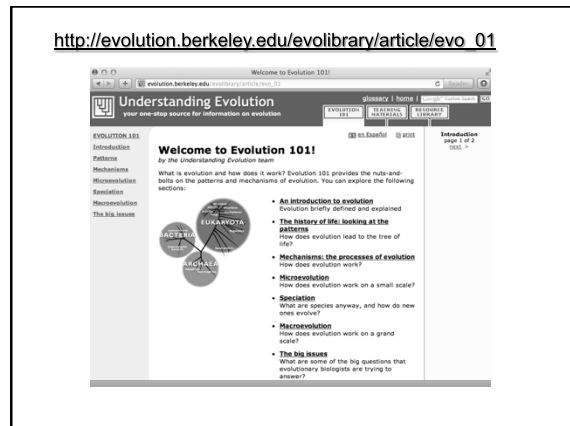 http://evolution.berkeley.edu/evolibrary/article/evo_01
Welcome to Evolution 101!
evolution.berkeley.edu/evolibrary/article/evo_01
Reader
Understanding Evolution
your one-stop source for information on evolution
glossary | home |
Google Custom Search
GO
EVOLUTION
101
TEACHING
MATERIALS
RESOURCE
LIBRARY
EVOLUTION 101
Introduction
Patterns
Mechanisms
Microevolution
Speciation
Macroevolution
The big issues
en Español
print
Introduction
page 1 of 2
next »
Welcome to Evolution 101!
by the Understanding Evolution team
What is evolution and how does it work? Evolution 101 provides the nuts-and-
bolts on the patterns and mechanisms of evolution. You can explore the following
sections:
EUKARYOTA
BACTERIA
ARCHAEA
• An introduction to evolution
Evolution briefly defined and explained
• The history of life: looking at the
patterns
How does evolution lead to the tree of
life?
• Mechanisms: the processes of evolution
How does evolution work?
• Microevolution
How does evolution work on a small scale?
• Speciation
What are species anyway, and how do new
ones evolve?
• Macroevolution
How does evolution work on a grand
scale?
• The big issues
What are some of the big questions that
evolutionary biologists are trying to
answer?